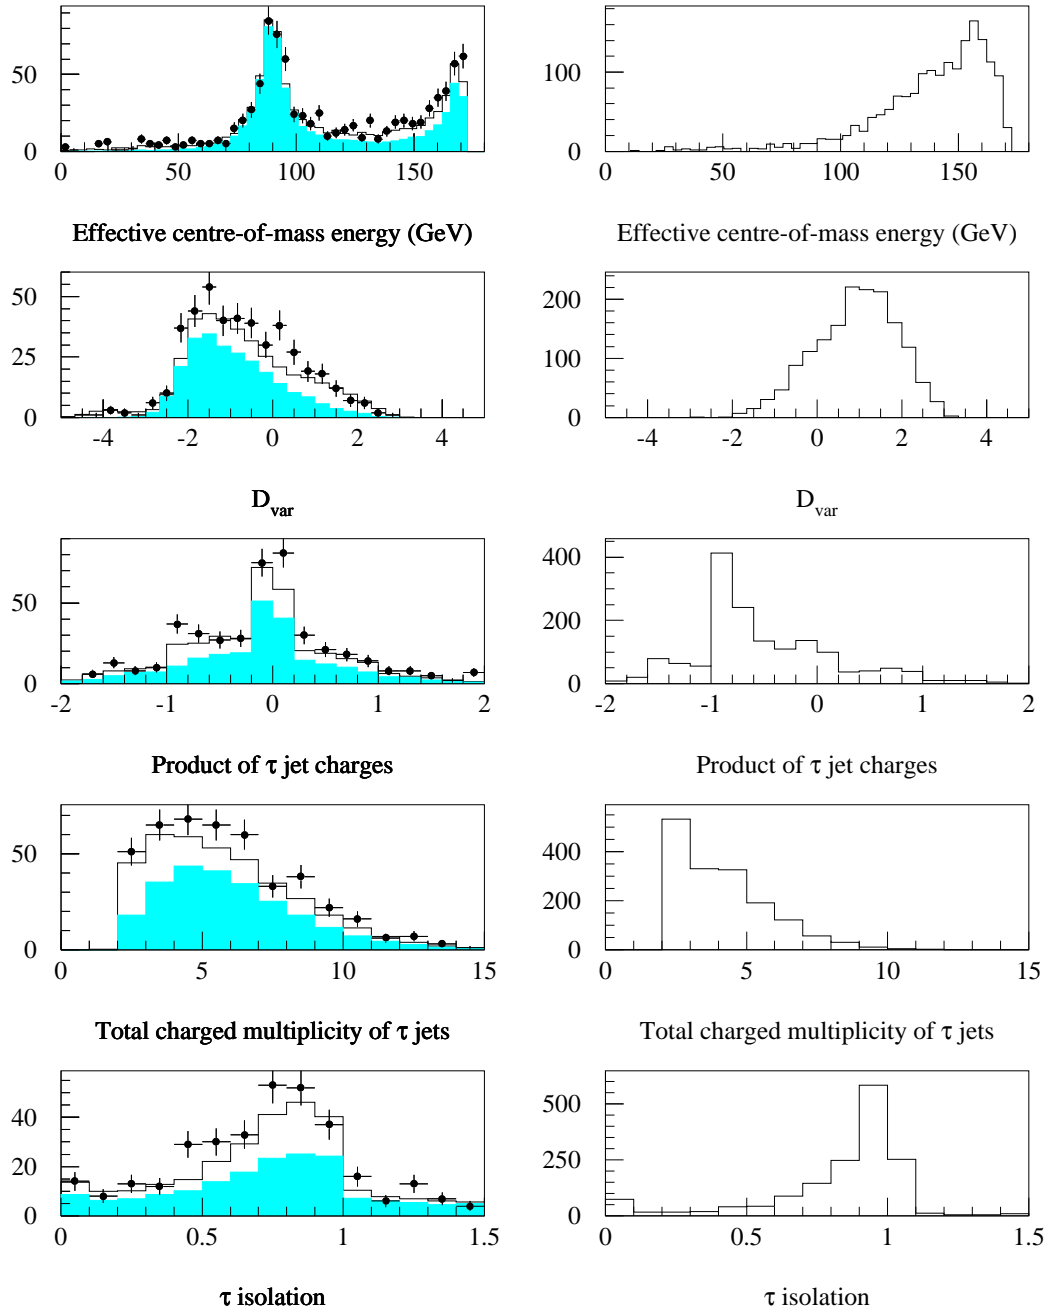 50
0
0 50 100 150
Effective centre-of-mass energy (GeV)
100
0
0 50 100 150
Effective centre-of-mass energy (GeV)
50
25
0
-4 -2 0 2 4
D_var
200
100
0
-4 -2 0 2 4
D_var
50
0
-2 -1 0 1 2
Product of τ jet charges
400
200
0
-2 -1 0 1 2
Product of τ jet charges
50
0
0 5 10 15
Total charged multiplicity of τ jets
400
200
0
0 5 10 15
Total charged multiplicity of τ jets
40
20
0
0 0.5 1 1.5
τ isolation
500
250
0
0 0.5 1 1.5
τ isolation